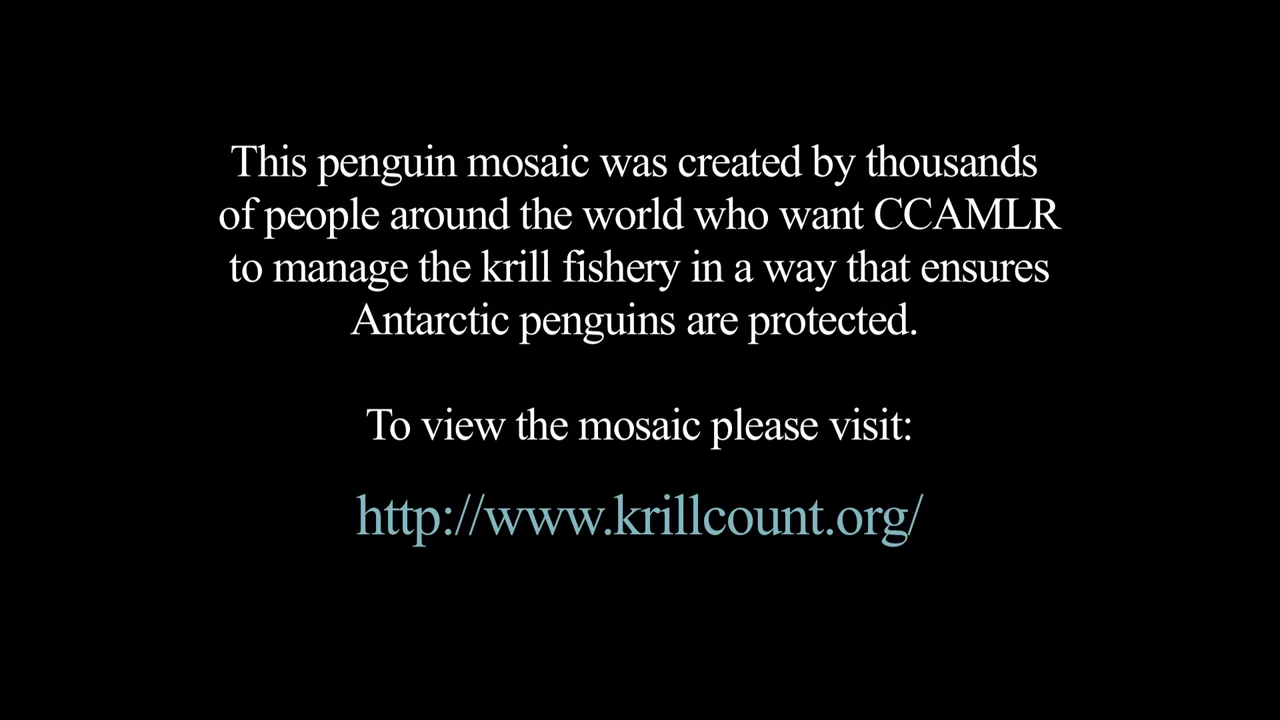 This penguin mosaic was created by thousands
of people around the world who want CCAMLR
to manage the krill fishery in a way that ensures
Antarctic penguins are protected.
To view the mosaic please visit:
http://www.krillcount.org/